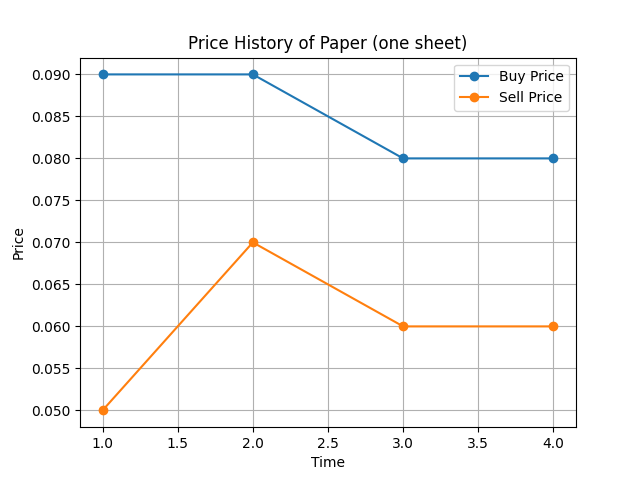 Price History of Paper (one sheet)
Buy Price
Sell Price
0.090
0.085
0.080
0.075
0.070
0.065
0.060
0.055
0.050
Price
1.0 1.5 2.0 2.5 3.0 3.5 4.0
Time